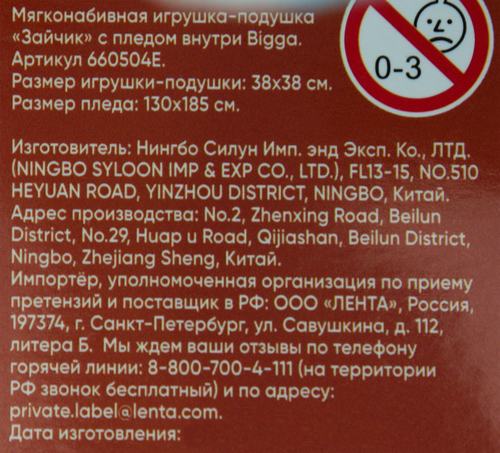 Мягконабивная игрушка-подушка
«Зайчик» с пледом внутри Bigga.
Артикул 660504E.
Размер игрушки-подушки: 38x38 см.
Размер пледа: 130x185 см.
0-3
Изготовитель: Нингбо Силун Имп. энд Эксп. Ко., ЛТД.
(NINGBO SYLOON IMP & EXP CO., LTD.), FL13-15, NO.510
HEYUAN ROAD, YINZHOU DISTRICT, NINGBO, Китай.
Адрес производства: No.2, Zhenxing Road, Beilun
District, No.29, Huap u Road, Qijiashan, Beilun District,
Ningbo, Zhejiang Sheng, Китай.
Импортёр, уполномоченная организация по приему
претензий и поставщик в РФ: ООО «ЛЕНТА», Россия,
197374, г. Санкт-Петербург, ул. Савушкина, д. 112,
литера Б. Мы ждем ваши отзывы по телефону
горячей линии: 8-800-700-4-111 (на территории
РФ звонок бесплатный) и по адресу:
private.label@lenta.com.
Дата изготовления: